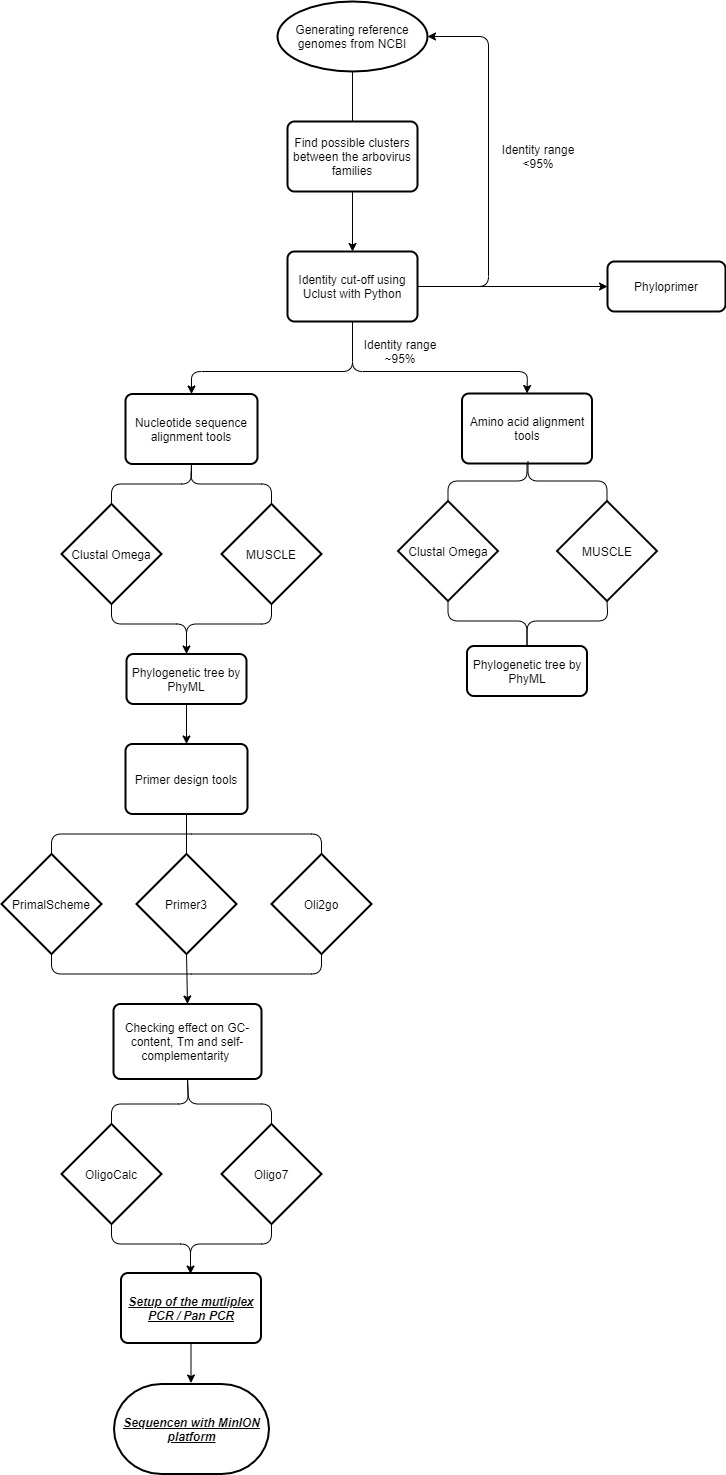 Generating reference
genomes from NCBI
Find possible clusters
between the arbovirus
families
Identity range
<95%
Identity cut-off using
Uclust with Python
Phyloprimer
Identity range
~95%
Nucleotide sequence
alignment tools
Amino acid alignment
tools
Clustal Omega
MUSCLE
Clustal Omega
MUSCLE
Phylogenetic tree by
PhyML
Phylogenetic tree by
PhyML
Primer design tools
PrimalScheme
Primer3
Oli2go
Checking effect on GC-
content, Tm and self-
complementarity
OligoCalc
Oligo7
Setup of the mutliplex
PCR / Pan PCR
Sequencen with MinION
platform